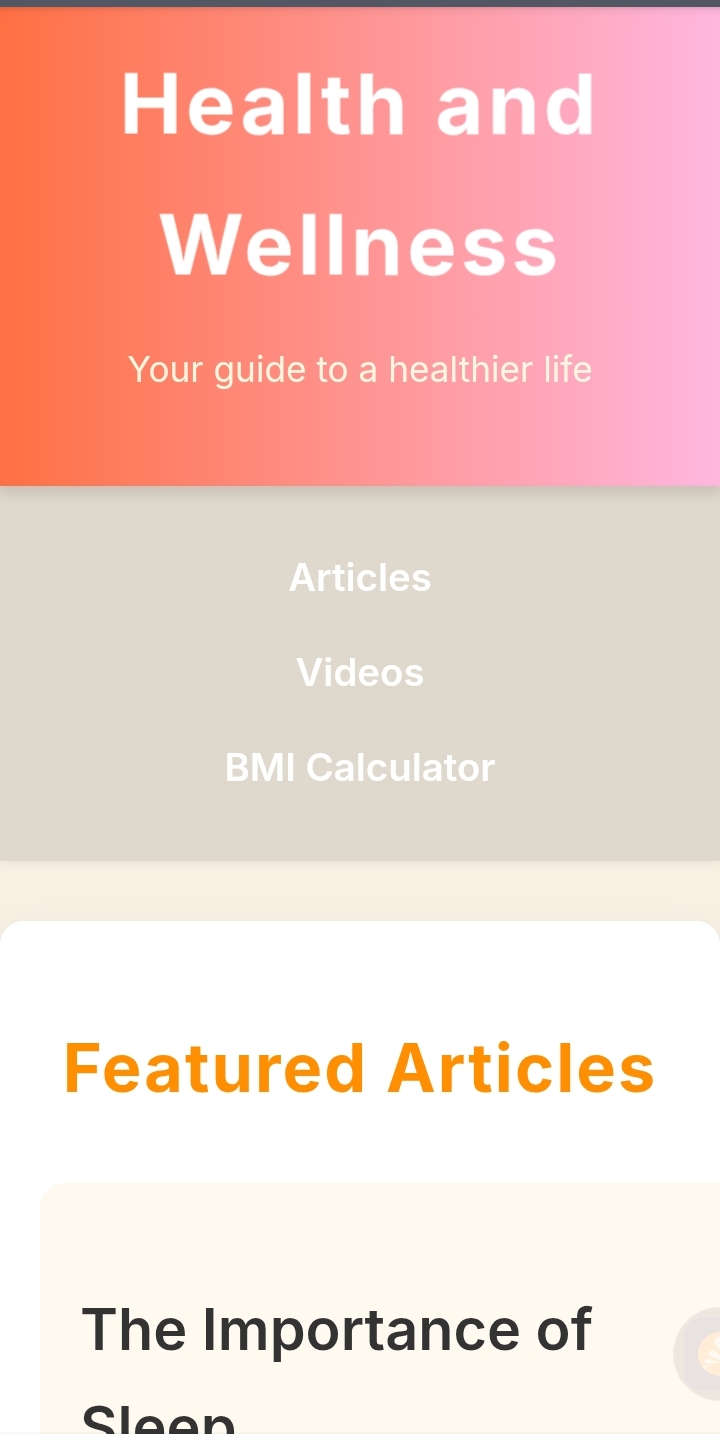 Health and
Wellness
Your guide to a healthier life
Articles
Videos
BMI Calculator
Featured Articles
The Importance of
Sleep